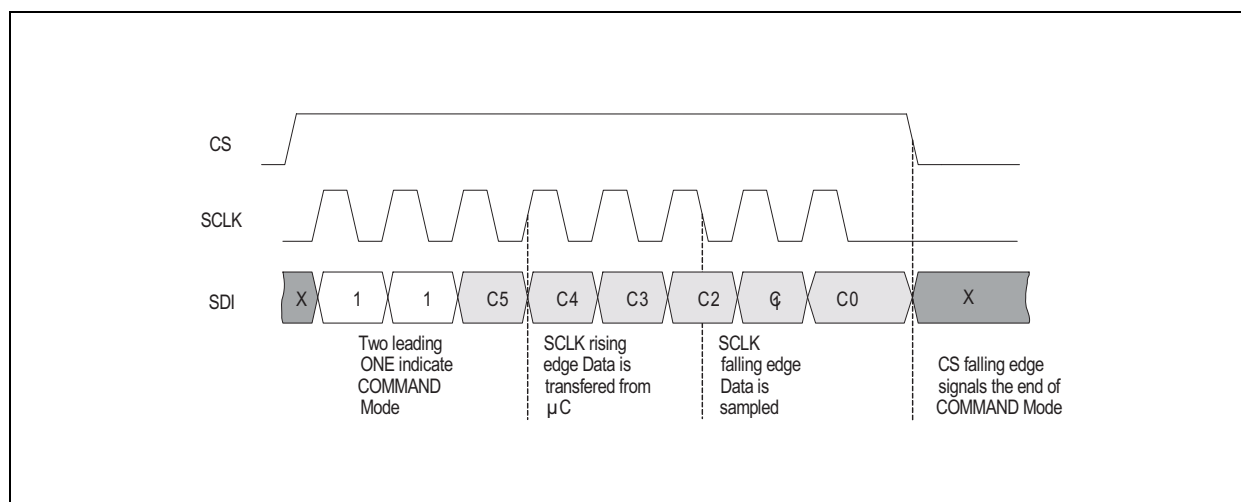 CS
SCLK
SDI
X 1 1 C5 C4 C3 C2 C1 C0 X
Two leading
ONE indicate
COMMAND
Mode
SCLK rising
edge Data is
transfered from
µC
SCLK
falling edge
Data is
sampled
CS falling edge
signals the end of
COMMAND Mode